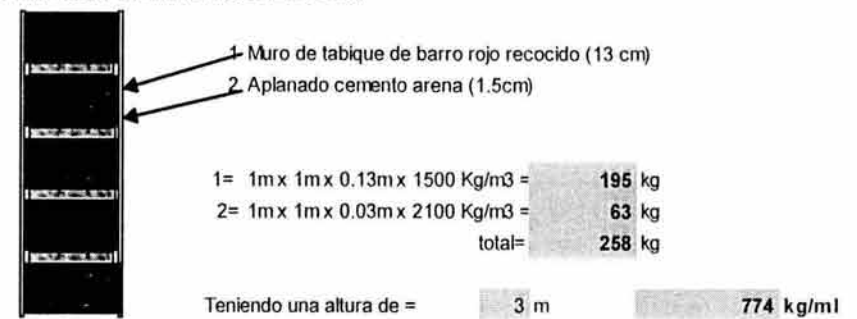 1 Muro de tabique de barro rojo recocido (13 cm)
2 Aplanado cemento arena (1.5cm)
1= 1m x 1m x 0.13m x 1500 Kg/m3 = 195 kg
2= 1m x 1m x 0.03m x 2100 Kg/m3 = 63 kg
total= 258 kg
Teniendo una altura de = 3 m 774 kg/ml